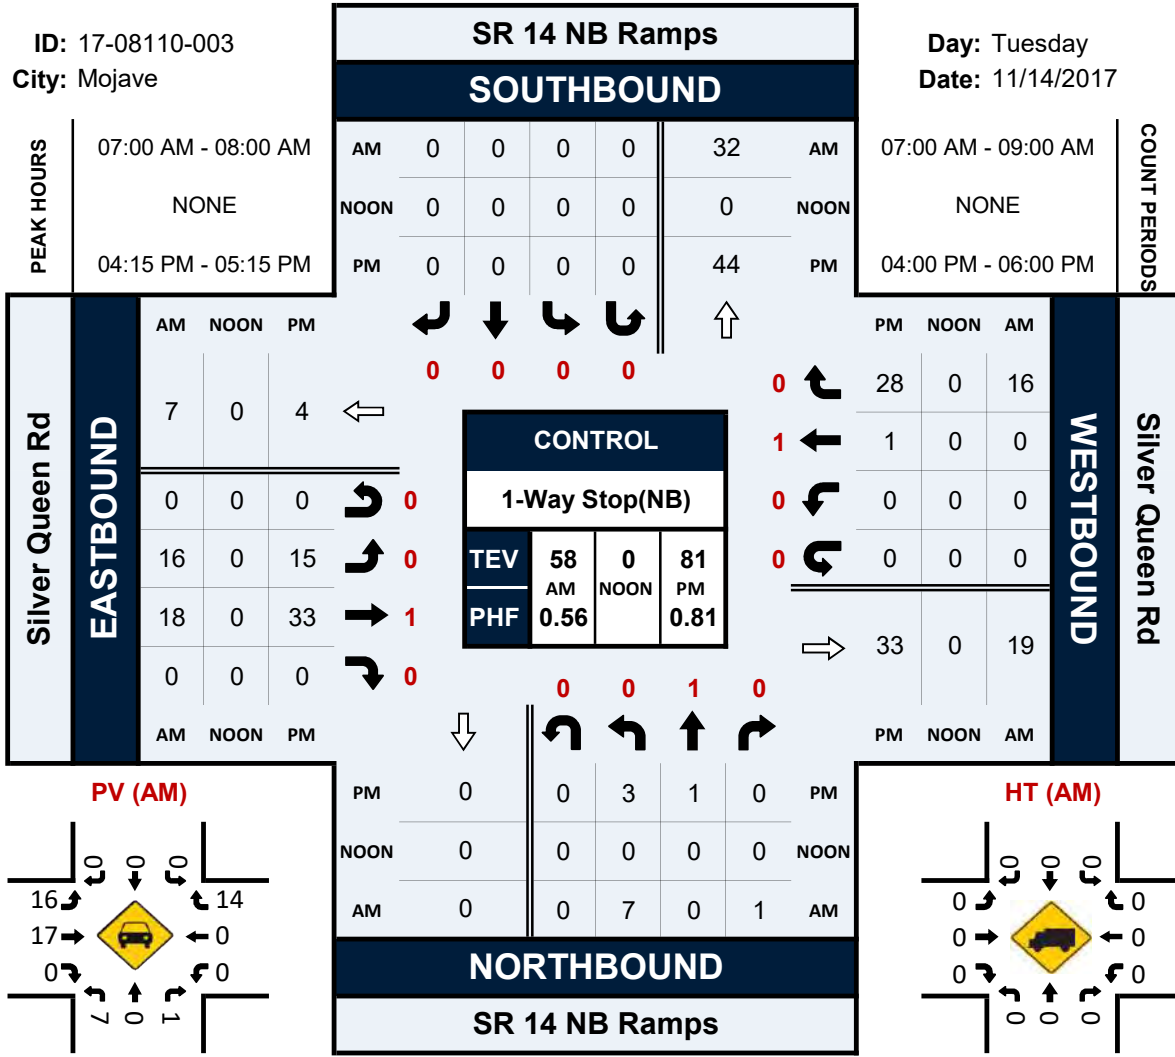 ID: 17-08110-003
City: Mojave
SR 14 NB Ramps
SOUTHBOUND
Day: Tuesday
Date: 11/14/2017
PEAK HOURS
07:00 AM - 08:00 AM
NONE
04:15 PM - 05:15 PM
AM 0 0 0 0 32 AM
NOON 0 0 0 0 0 NOON
PM 0 0 0 0 44 PM
07:00 AM - 09:00 AM
NONE
04:00 PM - 06:00 PM
COUNT PERIODS
0 0 0 0
Silver Queen Rd
EASTBOUND
AM NOON PM
7 0 4
0 0 0 0
16 0 15 0
18 0 33 1
0 0 0 0
AM NOON PM
CONTROL
1-Way Stop(NB)
TEV 58 0 81
AM NOON PM
PHF 0.56 0.81
PM NOON AM
0 28 0 16
1 1 0 0
0 0 0 0
0 0 0 0
33 0 19
PM NOON AM
WESTBOUND
Silver Queen Rd
0 0 1 0
PM 0 0 3 1 0 PM
NOON 0 0 0 0 0 NOON
AM 0 0 7 0 1 AM
NORTHBOUND
SR 14 NB Ramps
PV (AM)
0 0 0
16 14
17 0
0 0
7 0 1
HT (AM)
0 0 0
0 0
0 0
0 0
0 0 0